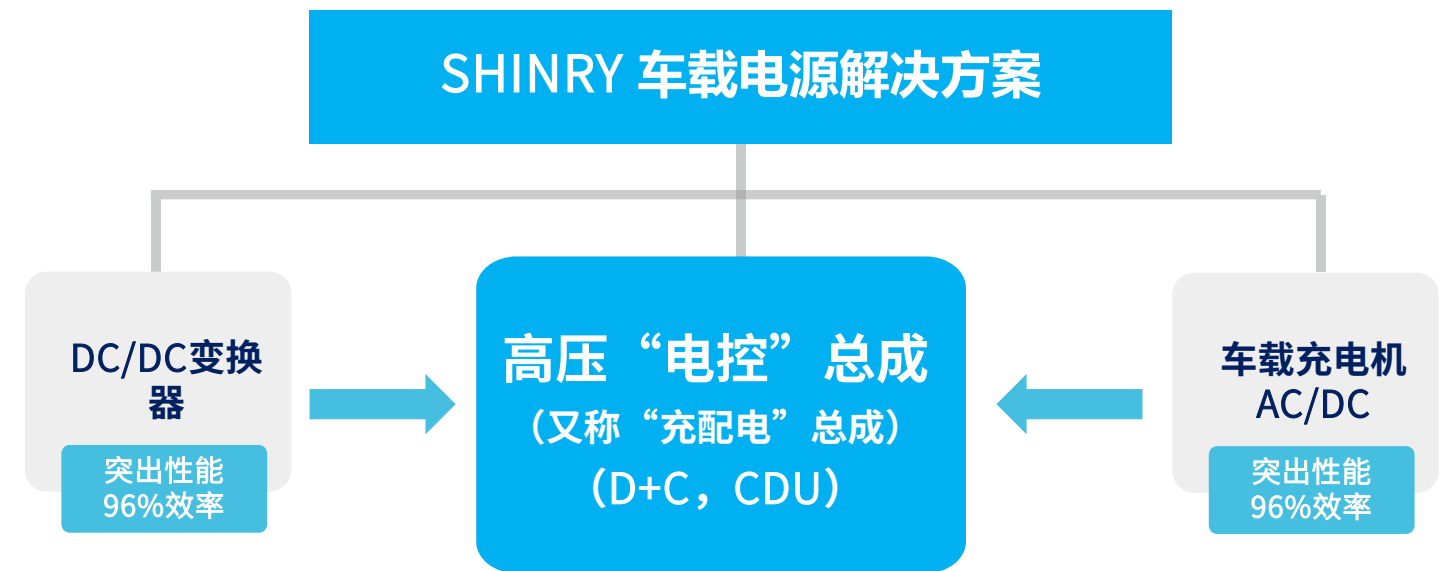 SHINRY 车载电源解决方案
DC/DC变换
器
突出性能
96%效率
高压“电控”总成
（又称“充配电”总成）
（D+C，CDU）
车载充电机
AC/DC
突出性能
96%效率